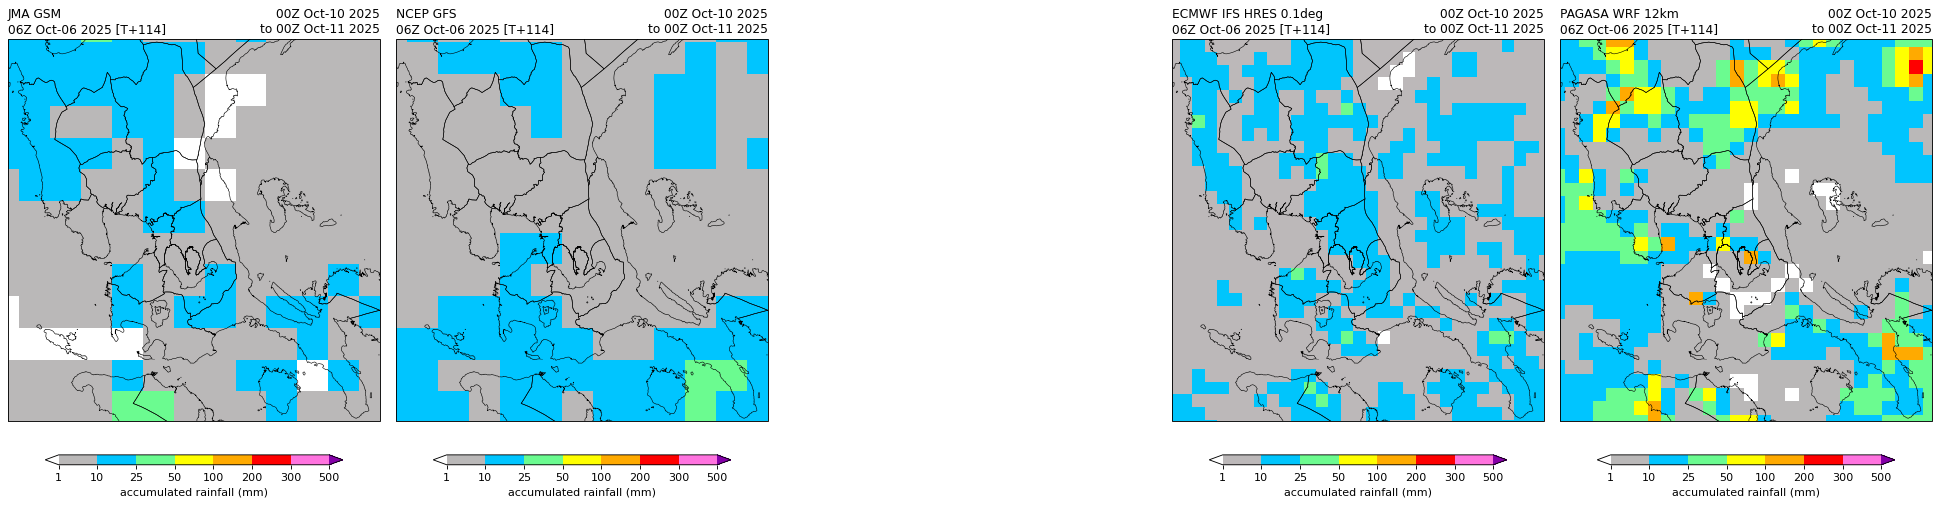 JMA GSM 00Z Oct-10 2025
06Z Oct-06 2025 [T+114] to 00Z Oct-11 2025
NCEP GFS 00Z Oct-10 2025
06Z Oct-06 2025 [T+114] to 00Z Oct-11 2025
ECMWF IFS HRES 0.1deg 00Z Oct-10 2025
06Z Oct-06 2025 [T+114] to 00Z Oct-11 2025
PAGASA WRF 12km 00Z Oct-10 2025
06Z Oct-06 2025 [T+114] to 00Z Oct-11 2025
1 10 25 50 100 200 300 500
accumulated rainfall (mm)
1 10 25 50 100 200 300 500
accumulated rainfall (mm)
1 10 25 50 100 200 300 500
accumulated rainfall (mm)
1 10 25 50 100 200 300 500
accumulated rainfall (mm)